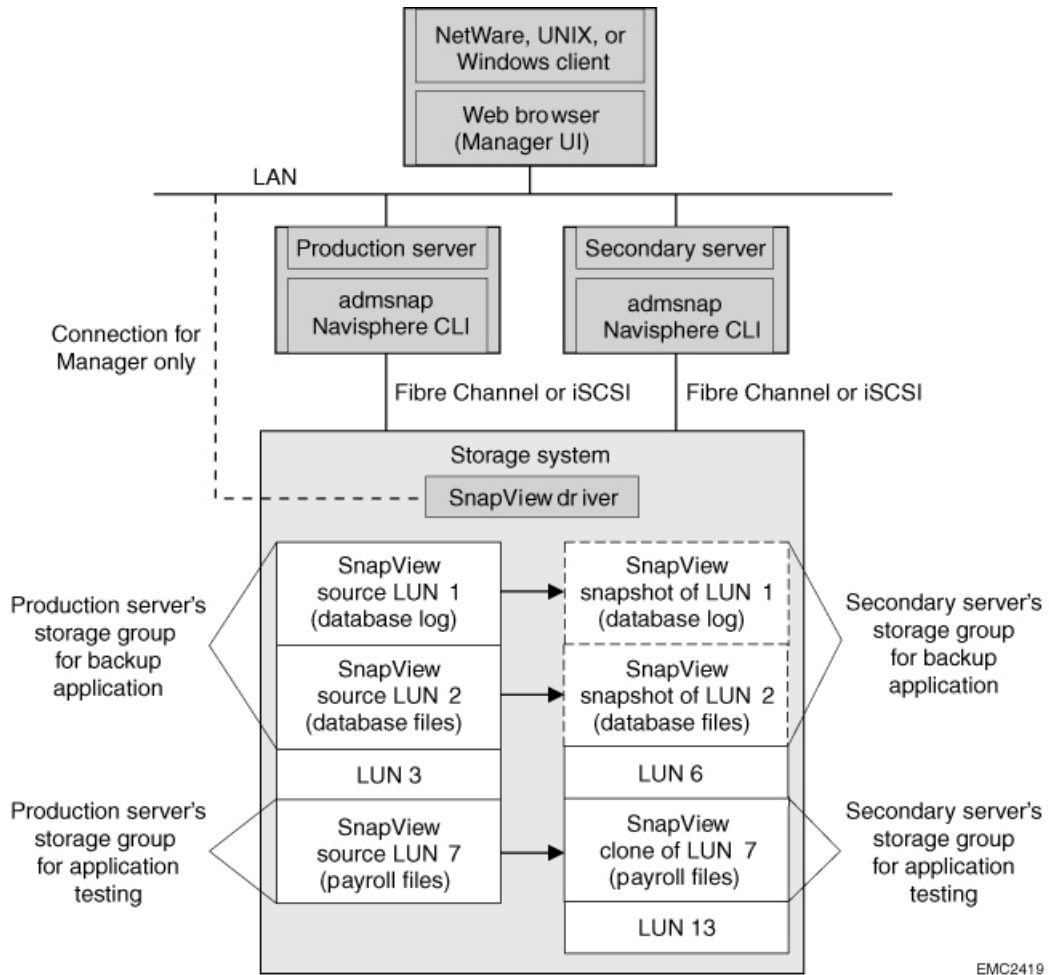 NetWare, UNIX, or
Windows client
Web browser
(Manager UI)
LAN
Production server
admsnap
Navisphere CLI
Secondary server
admsnap
Navisphere CLI
Connection for
Manager only
Fibre Channel or iSCSI
Fibre Channel or iSCSI
Storage system
SnapView driver
Production server's
storage group
for backup
application
SnapView
source LUN 1
(database log)
SnapView
snapshot of LUN 1
(database log)
SnapView
source LUN 2
(database files)
SnapView
snapshot of LUN 2
(database files)
Secondary server's
storage group
for backup
application
LUN 3
LUN 6
Production server's
storage group
for application
testing
SnapView
source LUN 7
(payroll files)
SnapView
clone of LUN 7
(payroll files)
Secondary server's
storage group
for application
testing
LUN 13
EMC2419